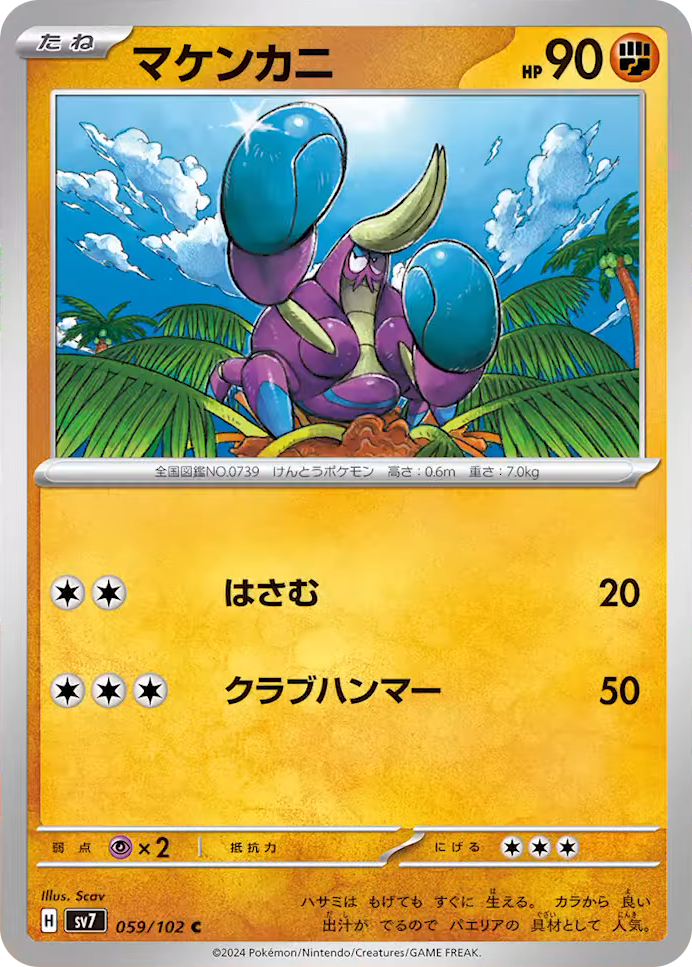 たね マケンカニ HP 90
全国図鑑NO.0739 けんとうポケモン 高さ:0.6m 重さ:7.0kg
はさむ 20
クラブハンマー 50
弱点 ×2 抵抗力 にげる
Illus. Scav
ハサミは もげても すぐに 生える。 カラから 良い
出汁が でるので パエリアの 具材として 人気。
H sv7 059/102 C
©2024 Pokémon/Nintendo/Creatures/GAME FREAK.